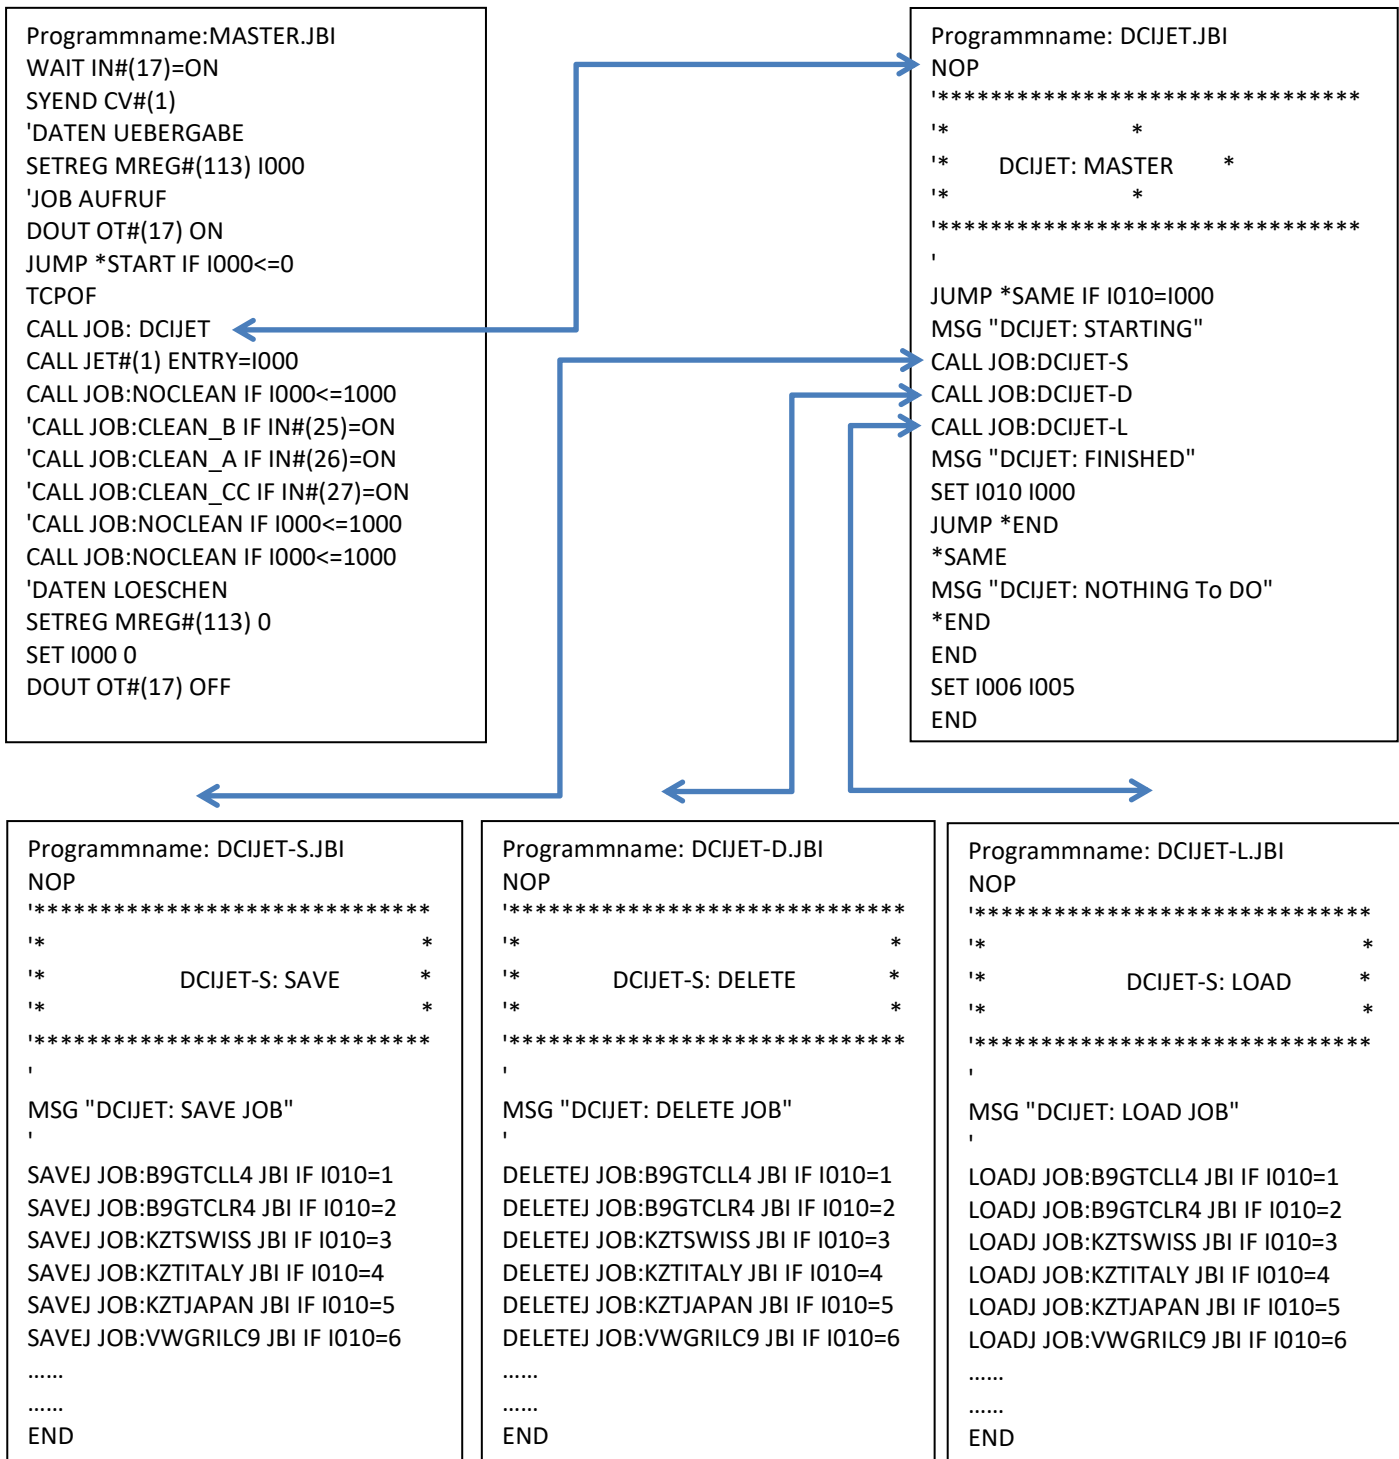 Programmname:MASTER.JBI
WAIT IN#(17)=ON
SYEND CV#(1)
'DATEN UEBERGABE
SETREG MREG#(113) I000
'JOB AUFRUF
DOUT OT#(17) ON
JUMP *START IF I000<=0
TCPOF
CALL JOB: DCIJET
CALL JET#(1) ENTRY=I000
CALL JOB:NOCLEAN IF I000<=1000
'CALL JOB:CLEAN_B IF IN#(25)=ON
'CALL JOB:CLEAN_A IF IN#(26)=ON
'CALL JOB:CLEAN_CC IF IN#(27)=ON
'CALL JOB:NOCLEAN IF I000<=1000
CALL JOB:NOCLEAN IF I000<=1000
'DATEN LOESCHEN
SETREG MREG#(113) 0
SET I000 0
DOUT OT#(17) OFF
Programmname: DCIJET.JBI
NOP
'********************************
'* *
'* DCIJET: MASTER *
'* *
'********************************
'
JUMP *SAME IF I010=I000
MSG "DCIJET: STARTING"
CALL JOB:DCIJET-S
CALL JOB:DCIJET-D
CALL JOB:DCIJET-L
MSG "DCIJET: FINISHED"
SET I010 I000
JUMP *END
*SAME
MSG "DCIJET: NOTHING To DO"
*END
END
SET I006 I005
END
Programmname: DCIJET-S.JBI
NOP
'******************************
'* *
'* DCIJET-S: SAVE *
'* *
'******************************
'
MSG "DCIJET: SAVE JOB"
'
SAVEJ JOB:B9GTCLL4 JBI IF I010=1
SAVEJ JOB:B9GTCLR4 JBI IF I010=2
SAVEJ JOB:KZTSWISS JBI IF I010=3
SAVEJ JOB:KZTITALY JBI IF I010=4
SAVEJ JOB:KZTJAPAN JBI IF I010=5
SAVEJ JOB:VWGRILC9 JBI IF I010=6
......
......
END
Programmname: DCIJET-D.JBI
NOP
'******************************
'* *
'* DCIJET-S: DELETE *
'* *
'******************************
'
MSG "DCIJET: DELETE JOB"
'
DELETEJ JOB:B9GTCLL4 JBI IF I010=1
DELETEJ JOB:B9GTCLR4 JBI IF I010=2
DELETEJ JOB:KZTSWISS JBI IF I010=3
DELETEJ JOB:KZTITALY JBI IF I010=4
DELETEJ JOB:KZTJAPAN JBI IF I010=5
DELETEJ JOB:VWGRILC9 JBI IF I010=6
......
......
END
Programmname: DCIJET-L.JBI
NOP
'******************************
'* *
'* DCIJET-S: LOAD *
'* *
'******************************
'
MSG "DCIJET: LOAD JOB"
'
LOADJ JOB:B9GTCLL4 JBI IF I010=1
LOADJ JOB:B9GTCLR4 JBI IF I010=2
LOADJ JOB:KZTSWISS JBI IF I010=3
LOADJ JOB:KZTITALY JBI IF I010=4
LOADJ JOB:KZTJAPAN JBI IF I010=5
LOADJ JOB:VWGRILC9 JBI IF I010=6
......
......
END